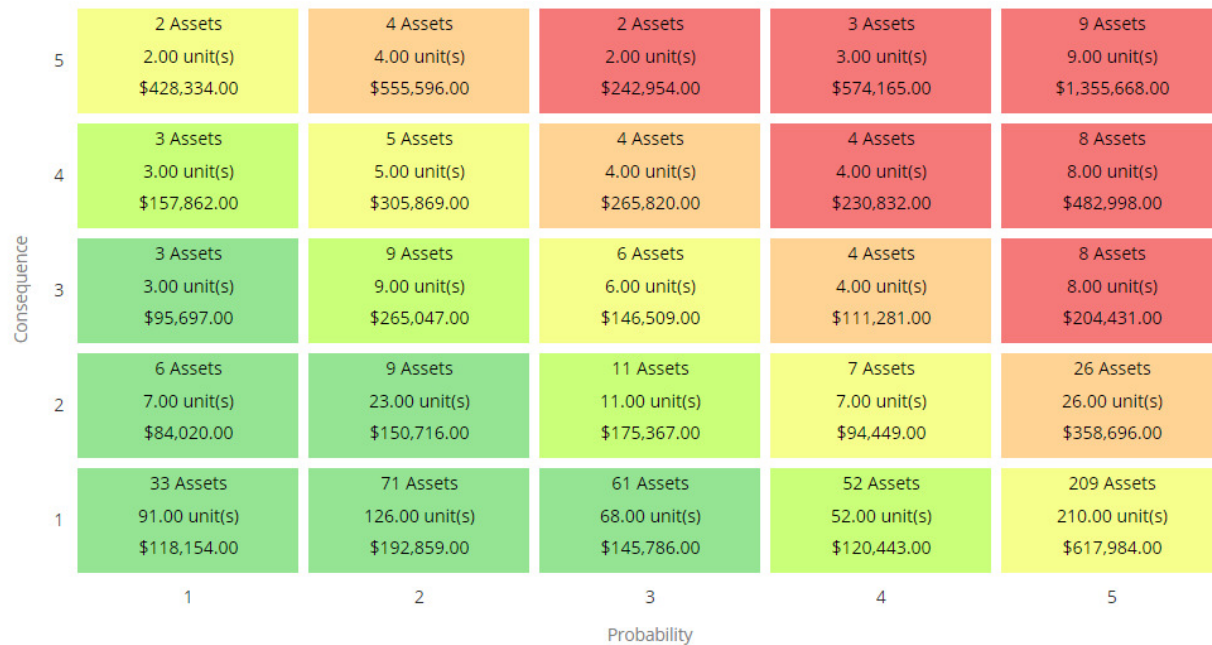 2 Assets
2.00 unit(s)
$428,334.00
4 Assets
4.00 unit(s)
$555,596.00
2 Assets
2.00 unit(s)
$242,954.00
3 Assets
3.00 unit(s)
$574,165.00
9 Assets
9.00 unit(s)
$1,355,668.00
5
3 Assets
3.00 unit(s)
$157,862.00
5 Assets
5.00 unit(s)
$305,869.00
4 Assets
4.00 unit(s)
$265,820.00
4 Assets
4.00 unit(s)
$230,832.00
8 Assets
8.00 unit(s)
$482,998.00
4
Consequence
3 Assets
3.00 unit(s)
$95,697.00
9 Assets
9.00 unit(s)
$265,047.00
6 Assets
6.00 unit(s)
$146,509.00
4 Assets
4.00 unit(s)
$111,281.00
8 Assets
8.00 unit(s)
$204,431.00
3
6 Assets
7.00 unit(s)
$84,020.00
9 Assets
23.00 unit(s)
$150,716.00
11 Assets
11.00 unit(s)
$175,367.00
7 Assets
7.00 unit(s)
$94,449.00
26 Assets
26.00 unit(s)
$358,696.00
2
33 Assets
91.00 unit(s)
$118,154.00
71 Assets
126.00 unit(s)
$192,859.00
61 Assets
68.00 unit(s)
$145,786.00
52 Assets
52.00 unit(s)
$120,443.00
209 Assets
210.00 unit(s)
$617,984.00
1
1
2
3
4
5
Probability